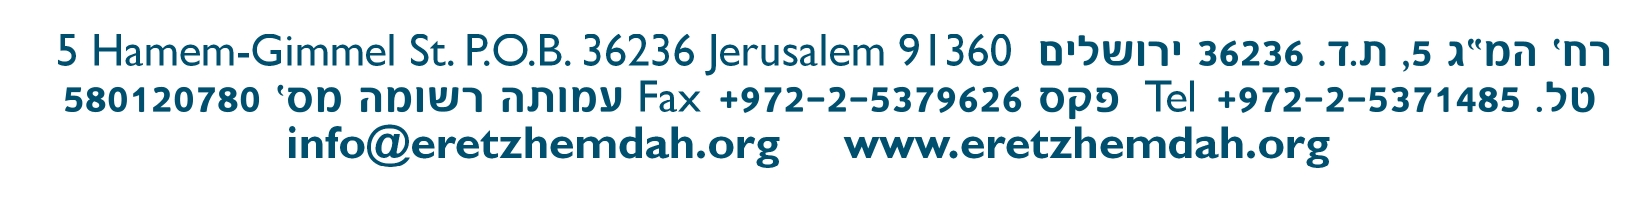 5 Hamem-Gimmel St. P.O.B. 36236 Jerusalem 91360 רח' המ"ג 5, ת.ד. 36236 ירושלים
טל. 972-2-5371485+ Tel פקס 972-2-5379626+ Fax עמותה רשומה מס' 580120780
info@eretzhemdah.org www.eretzhemdah.org